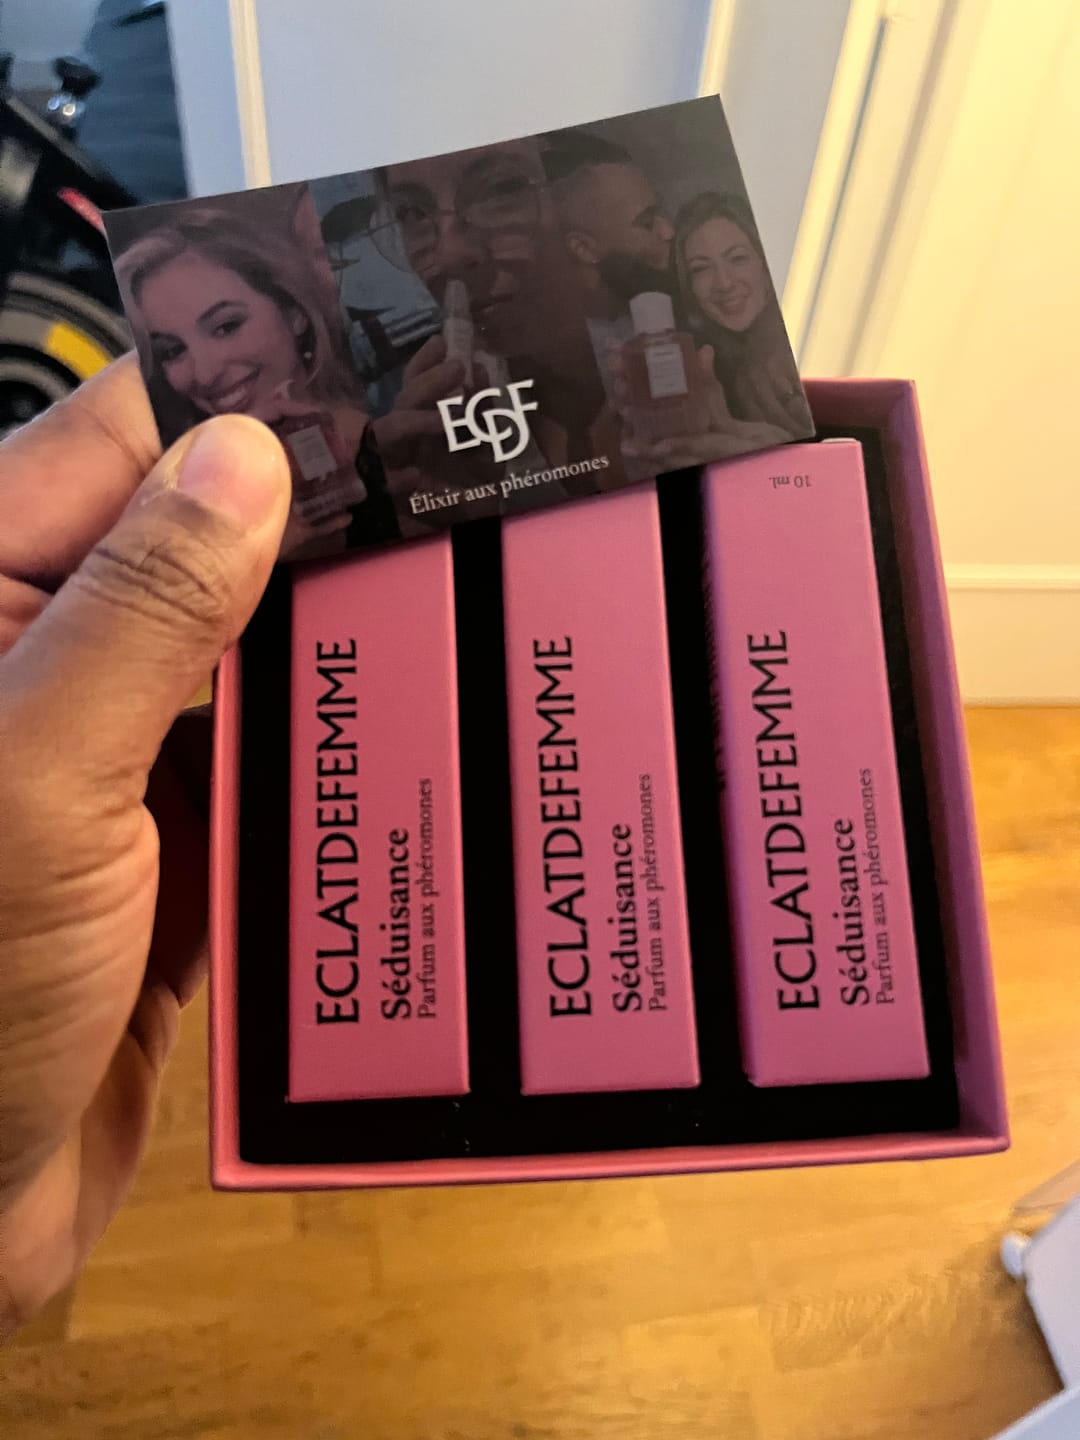 EGDF
Élixir aux phéromones
10 mL
ECLATDEFEMME
Séduisance
Parfum aux phéromones
ECLATDEFEMME
Séduisance
Parfum aux phéromones
ECLATDEFEMME
Séduisance
Parfum aux phéromones